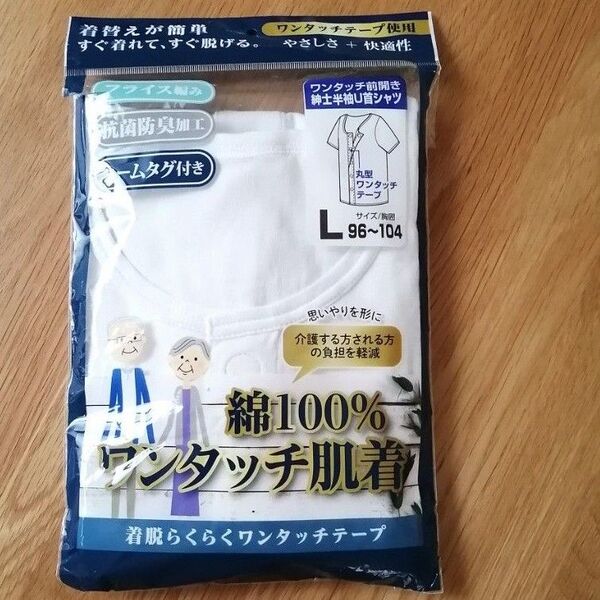 着替えが簡単
すぐ着れて、すぐ脱げる。
ワンタッチテープ使用
やさしさ + 快適性
フライス編み
抗菌防臭加工
ームタグ付き
ワンタッチ前開き
紳士半袖U首シャツ
丸型
ワンタッチ
テープ
サイズ/胸囲
L 96~104
思いやりを形に
介護する方される方
の負担を軽減
綿100%
ワンタッチ肌着
着脱らくらくワンタッチテープ